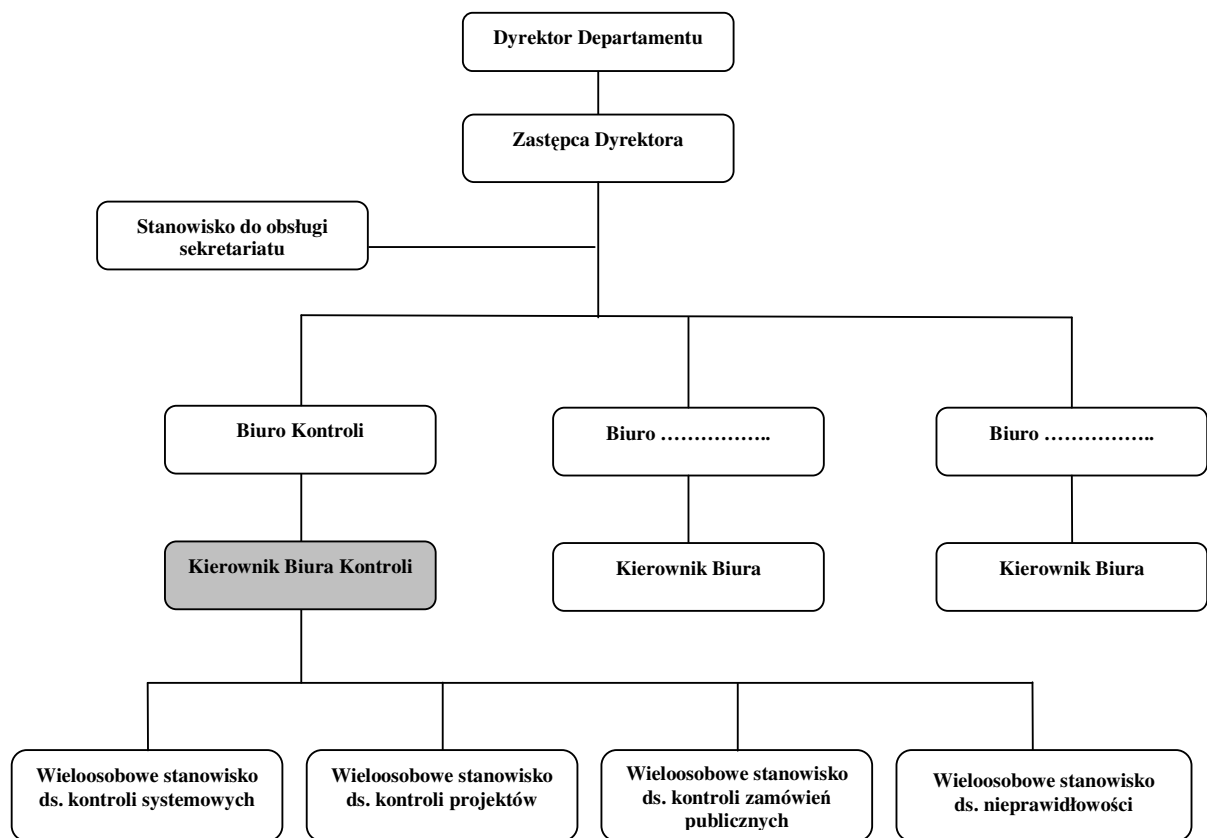 Dyrektor Departamentu
Zastępca Dyrektora
Stanowisko do obsługi
sekretariatu
Biuro Kontroli
Biuro ……………..
Biuro ……………..
Kierownik Biura Kontroli
Kierownik Biura
Kierownik Biura
Wieloosobowe stanowisko
ds. kontroli systemowych
Wieloosobowe stanowisko
ds. kontroli projektów
Wieloosobowe stanowisko
ds. kontroli zamówień
publicznych
Wieloosobowe stanowisko
ds. nieprawidłowości